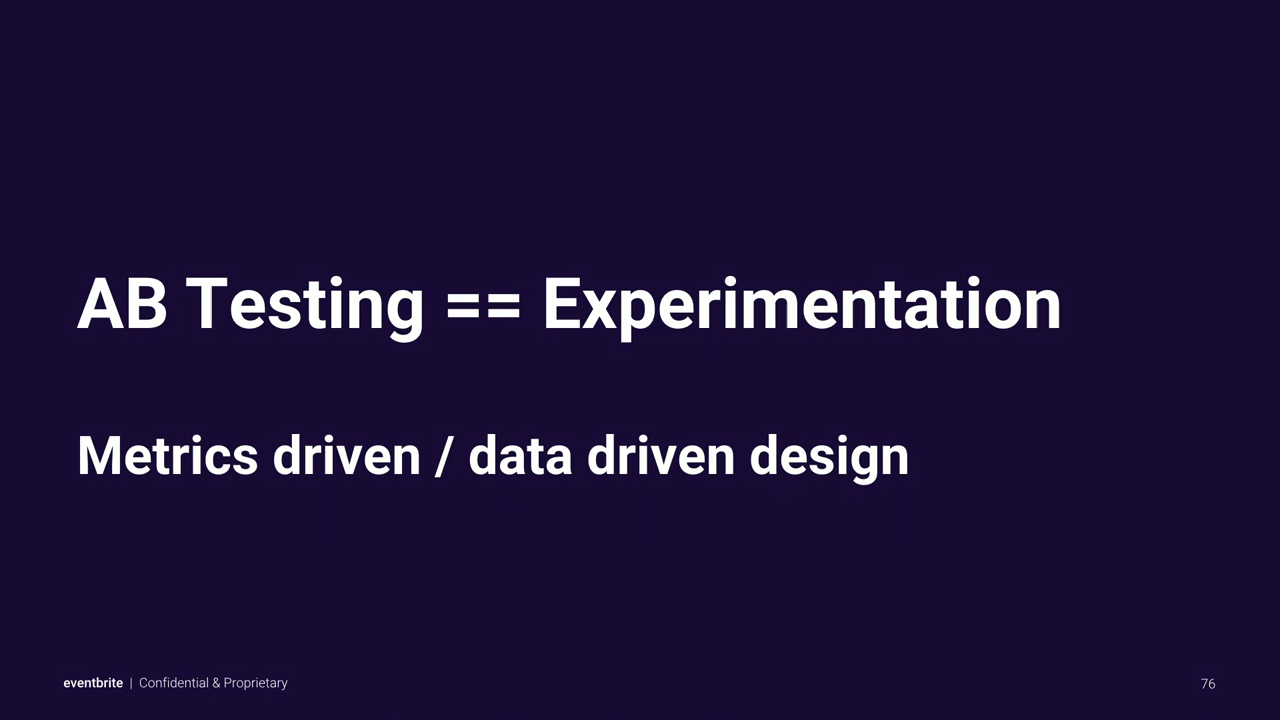 AB Testing == Experimentation
Metrics driven / data driven design
eventbrite | Confidential & Proprietary
76